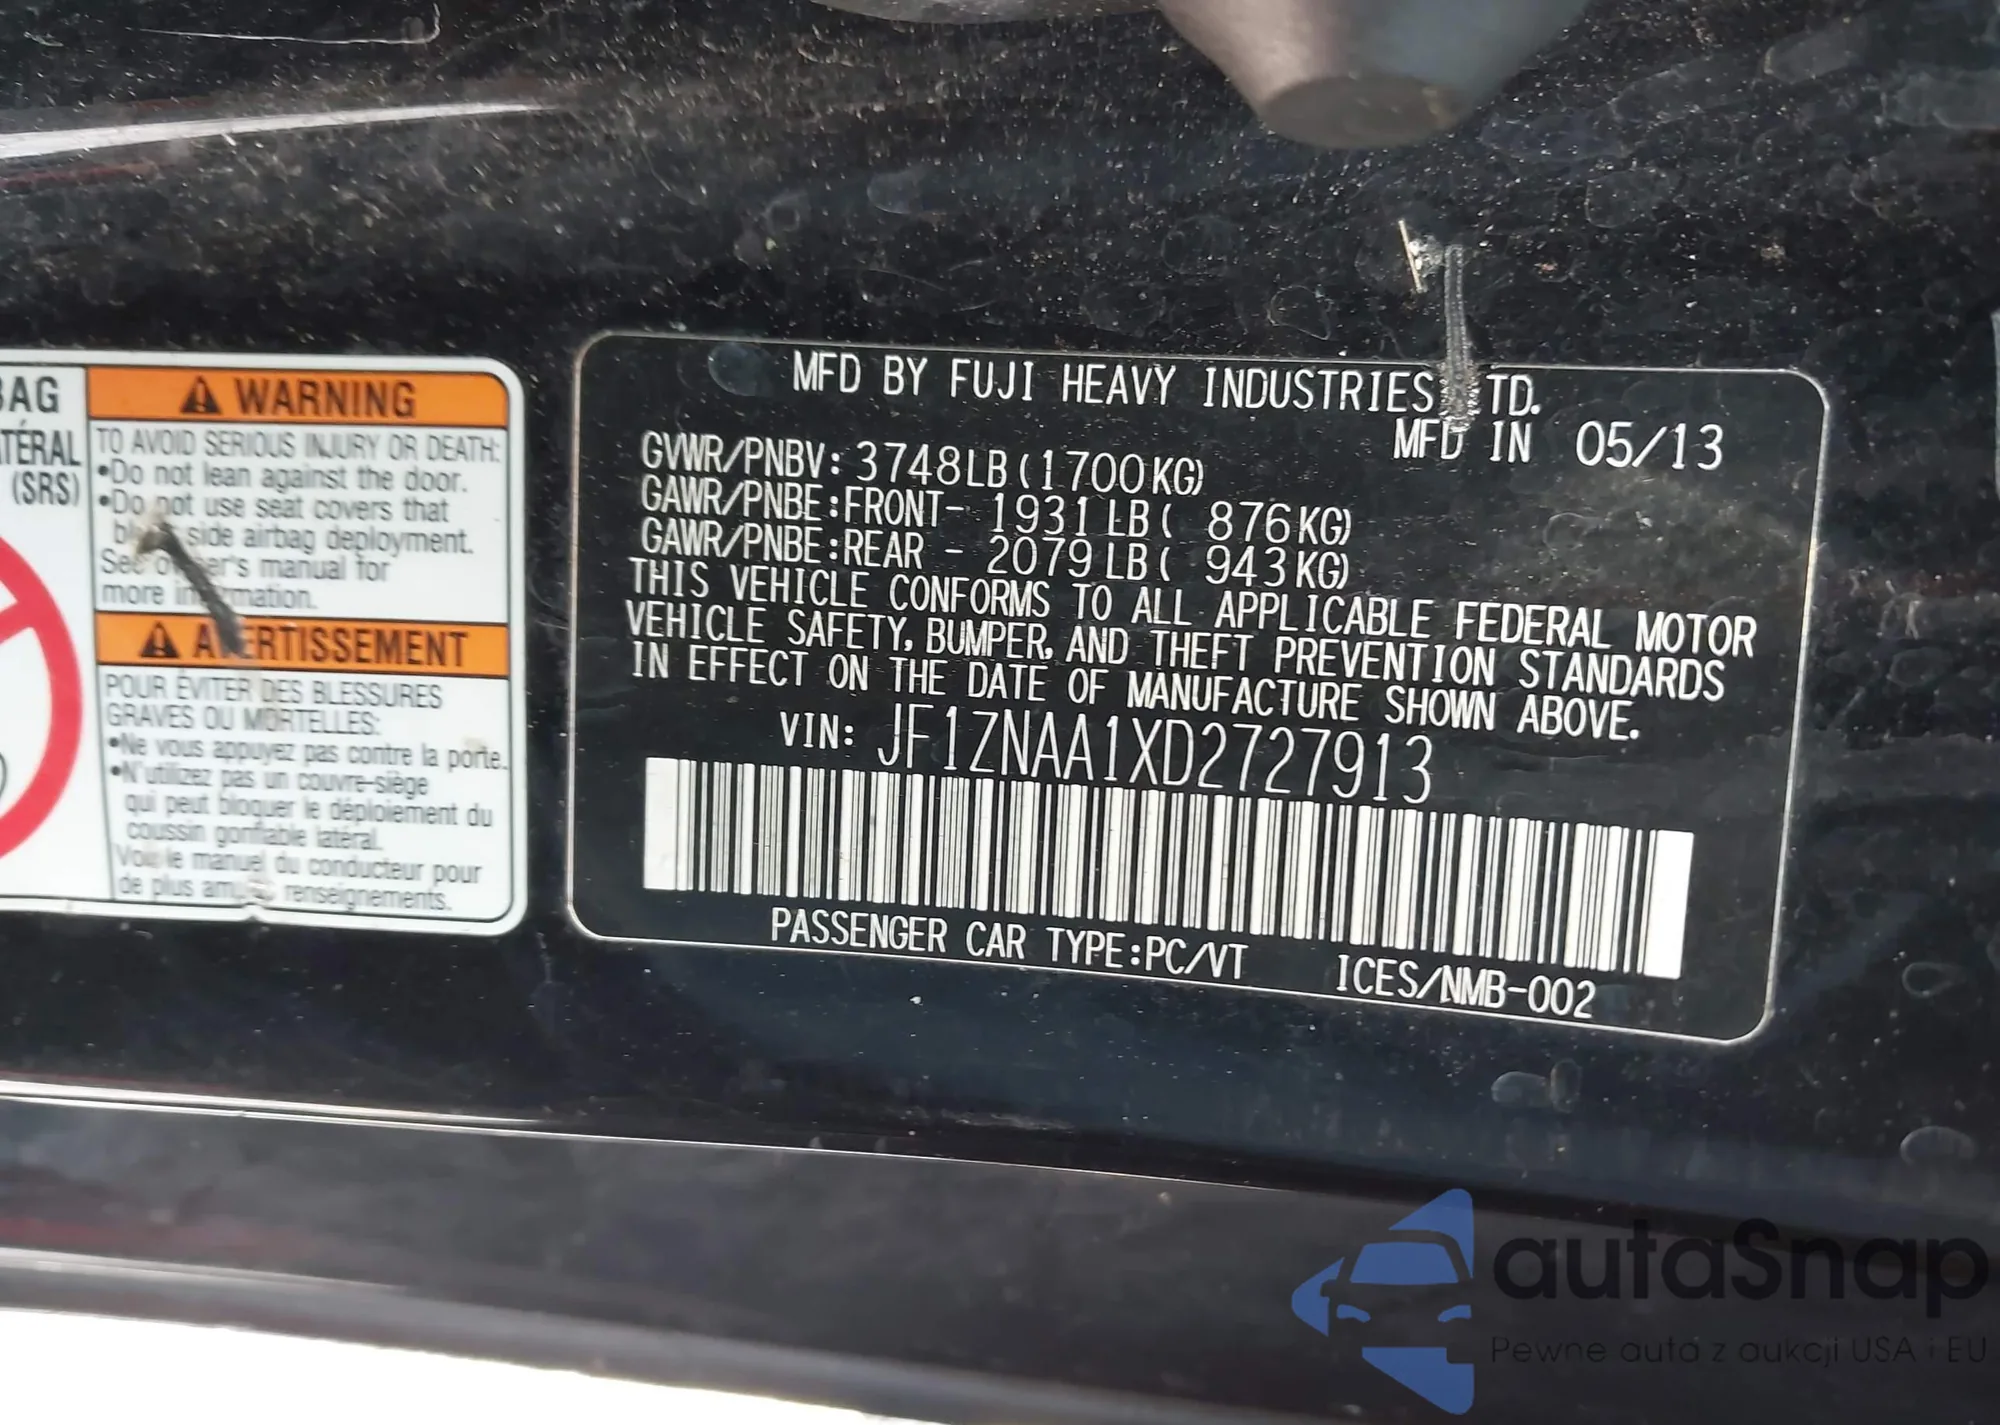 BAG
TÉRAL
(SRS)
WARNING
TO AVOID SERIOUS INJURY OR DEATH:
•Do not lean against the door.
•Do not use seat covers that
side airbag deployment.
See owner's manual for
more information.
AVERTISSEMENT
POUR ÉVITER DES BLESSURES
GRAVES OU MORTELLES:
•Ne vous appuyez pas contre la porte.
•N'utilizez pas un couvre-siège
qui peut bloquer le déploiement du
coussin gonflable latéral.
Voir le manuel du conducteur pour
de plus amples renseignements.
MFD BY FUJI HEAVY INDUSTRIES TD.
MFD IN 05/13
GVWR/PNBV: 3748LB(1700KG)
GAWR/PNBE:FRONT- 1931LB( 876KG)
GAWR/PNBE:REAR - 2079LB( 943KG)
THIS VEHICLE CONFORMS TO ALL APPLICABLE FEDERAL MOTOR
VEHICLE SAFETY, BUMPER, AND THEFT PREVENTION STANDARDS
IN EFFECT ON THE DATE OF MANUFACTURE SHOWN ABOVE.
VIN: JF1ZNAA1XD2727913
PASSENGER CAR TYPE:PC/VT ICES/NMB-002
autaSnap
Pewne auta z aukcji USA i EU